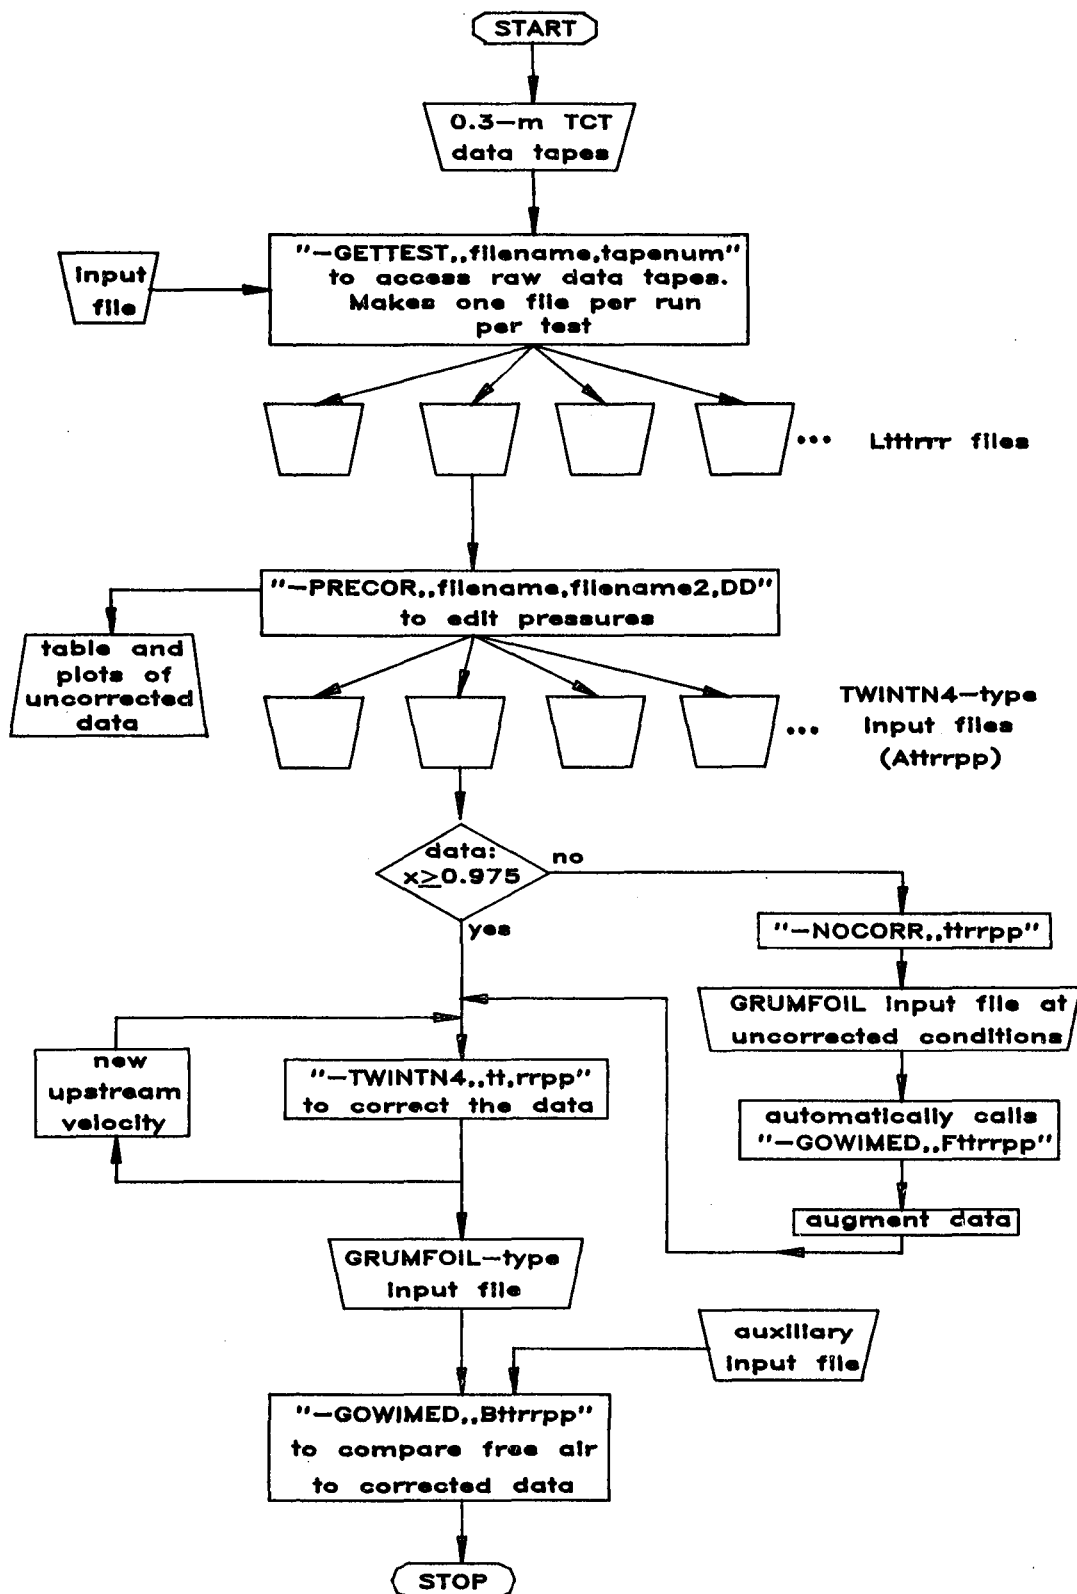 START
0.3-m TCT
data tapes
"-GETTEST,,filename,tapenum"
to access raw data tapes.
Makes one file per run
per test
input
file
... Ltttrrr files
"-PRECOR,,filename,filename2,DD"
to edit pressures
table and
plots of
uncorrected
data
TWINTN4-type
... input files
(Attrrpp)
data:
x≥0.975
no
yes
"-NOCORR,,ttrrpp"
GRUMFOIL input file at
uncorrected conditions
new
upstream
velocity
"-TWINTN4,,tt,rrpp"
to correct the data
automatically calls
"-GOWIMED,,Fttrrpp"
augment data
GRUMFOIL-type
input file
auxiliary
input file
"-GOWIMED,,Bttrrpp"
to compare free air
to corrected data
STOP